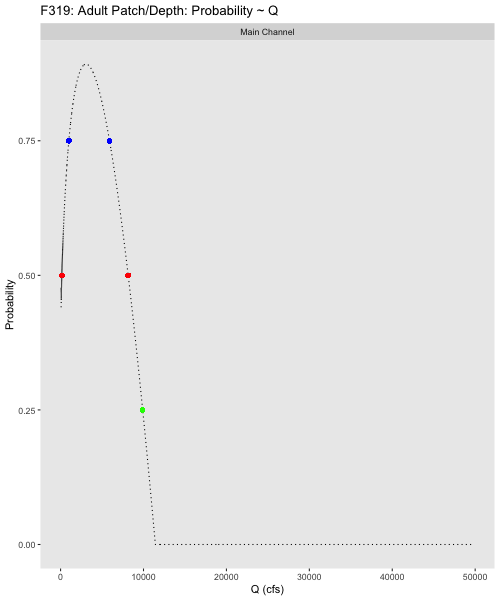 F319: Adult Patch/Depth: Probability ~ Q
Main Channel
Probability
0.75
0.50
0.25
0.00
0 10000 20000 30000 40000 50000
Q (cfs)